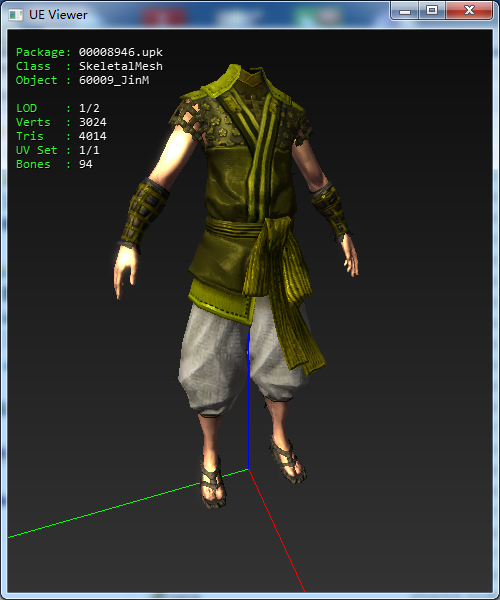 UE Viewer
Package: 00008946.upk
Class  : SkeletalMesh
Object : 60009_JinM
LOD    : 1/2
Verts  : 3024
Tris   : 4014
UV Set : 1/1
Bones  : 94